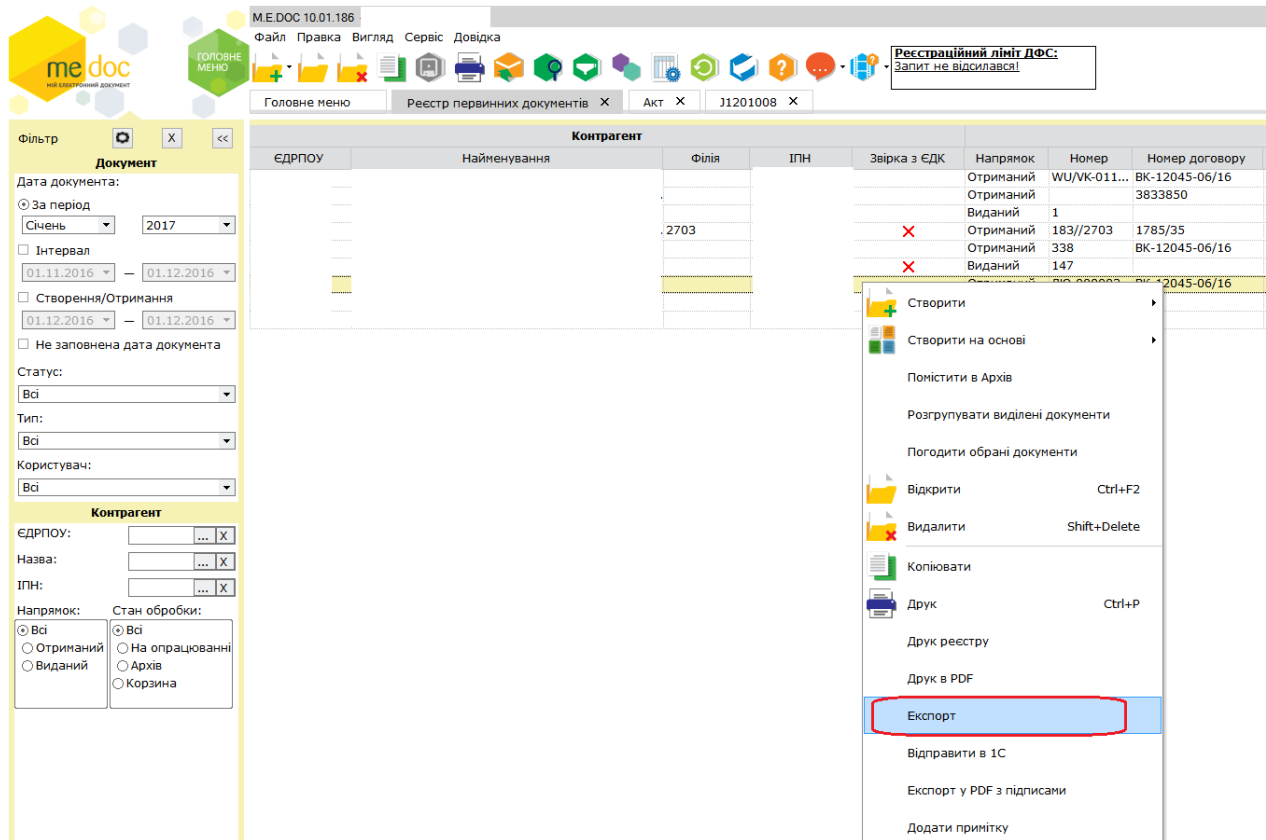 M.E.DOC 10.01.186
Файл Правка Вигляд Сервіс Довідка
me doc
МІЙ ЕЛЕКТРОННИЙ ДОКУМЕНТ
ГОЛОВНЕ
МЕНЮ
Реєстраційний ліміт ДФС:
Запит не відсилався!
Головне меню Реєстр первинних документів X Акт X J1201008 X
Фільтр X <<
Документ
Дата документа:
За період
Січень 2017
Інтервал
01.11.2016 — 01.12.2016
Створення/Отримання
01.12.2016 — 01.12.2016
Не заповнена дата документа
Статус:
Всі
Тип:
Всі
Користувач:
Всі
Контрагент
ЄДРПОУ: ... X
Назва: ... X
ІПН: ... X
Напрямок: Стан обробки:
Всі Всі
Отриманий На опрацюванні
Виданий Архів
Корзина
Контрагент
ЄДРПОУ Найменування Філія ІПН Звірка з ЄДК Напрямок Номер Номер договору
Отриманий WU/VK-011... ВК-12045-06/16
Отриманий 3833850
Виданий 1
. 2703 Отриманий 183//2703 1785/35
Отриманий 338 ВК-12045-06/16
Виданий 147
12045-06/16
Створити
Створити на основі
Помістити в Архів
Розгрупувати виділені документи
Погодити обрані документи
Відкрити Ctrl+F2
Видалити Shift+Delete
Копіювати
Друк Ctrl+P
Друк реєстру
Друк в PDF
Експорт
Відправити в 1С
Експорт у PDF з підписами
Додати примітку